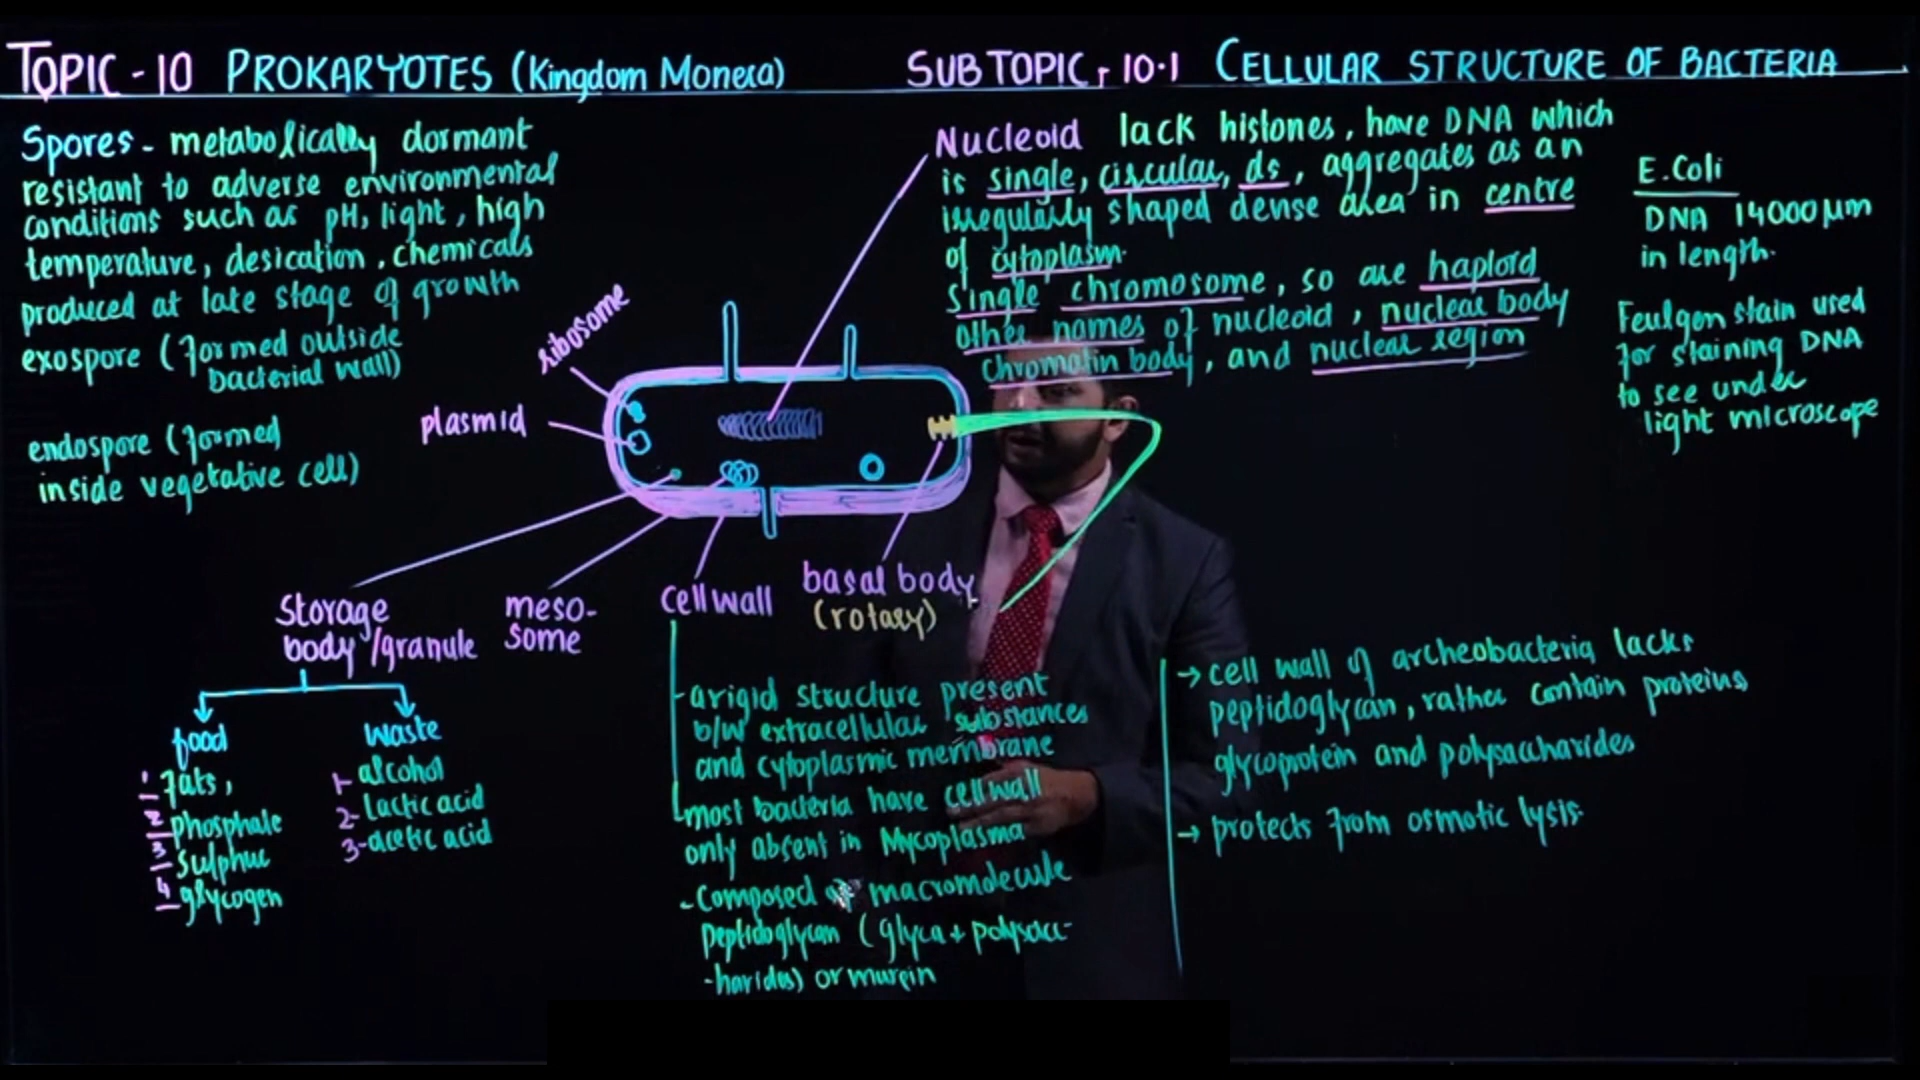 TOPIC - 10 PROKARYOTES (Kingdom Monera)
SUB TOPIC, 10.1 CELLULAR STRUCTURE OF BACTERIA
Spores - metabolically dormant
resistant to adverse environmental
conditions such as pH, light, high
temperature, desication, chemicals
produced at late stage of growth
exospore (formed outside
bacterial wall)
endospore (formed
inside vegetative cell)
Nucleoid lack histones, have DNA which
is single, circular, ds, aggregates as an
irregularly shaped dense area in centre
of cytoplasm.
Single chromosome, so are haploid
other names of nucleoid, nuclear body
chromatin body, and nuclear region
E.Coli
DNA 14000 µm
in length.
Feulgen stain used
for staining DNA
to see under
light microscope
ribosome
plasmid
Storage
body/granule
meso-
some
Cell wall
basal body
(rotary)
food
1 fats,
2 phosphate
3 Sulphur
4 glycogen
waste
1- alcohol
2- Lactic acid
3- acetic acid
- a rigid structure present
b/w extracellular substances
and cytoplasmic membrane
most bacteria have cell wall
only absent in Mycoplasma
- Composed of macromolecule
peptidoglycan (glyca + polysacc-
-harides) or murein
→ cell wall of archeobacteria lacks
peptidoglycan, rather contain proteins,
glycoprotein and polysaccharides
→ protects from osmotic lysis.